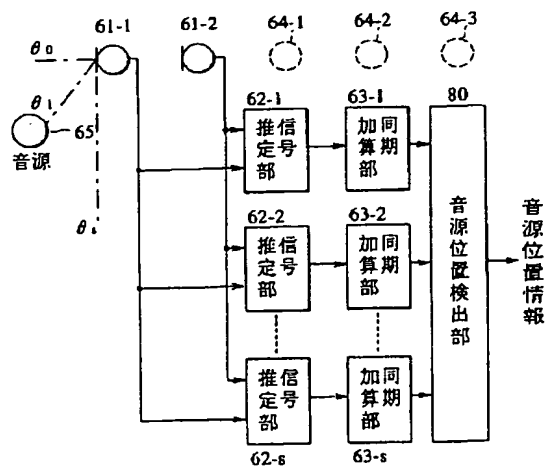 61-1
61-2
64-1
64-2
64-3
θ0
θ1
65
音源
θs
62-1
63-1
80
信号推定部
同期加算部
62-2
63-2
信号推定部
同期加算部
音源位置検出部
音源位置情報
信号推定部
同期加算部
62-s
63-s